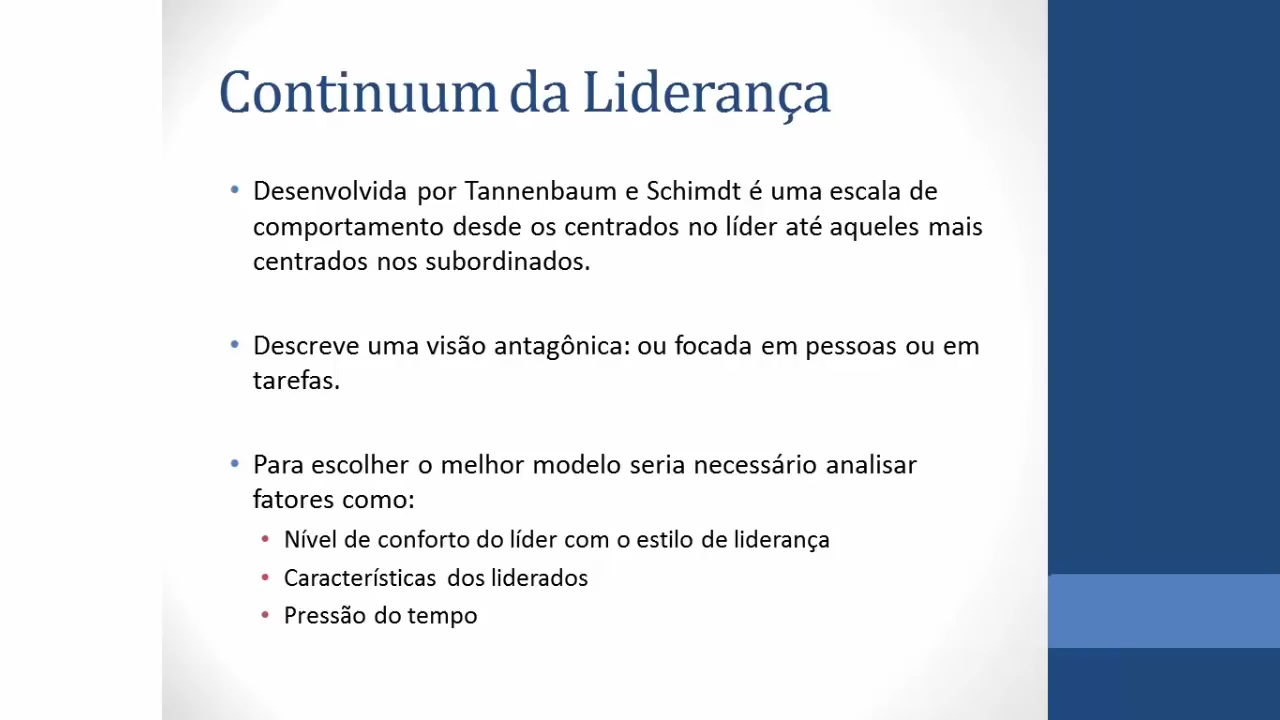 Continuum da Liderança
• Desenvolvida por Tannenbaum e Schimdt é uma escala de
comportamento desde os centrados no líder até aqueles mais
centrados nos subordinados.
• Descreve uma visão antagônica: ou focada em pessoas ou em
tarefas.
• Para escolher o melhor modelo seria necessário analisar
fatores como:
• Nível de conforto do líder com o estilo de liderança
• Características dos liderados
• Pressão do tempo